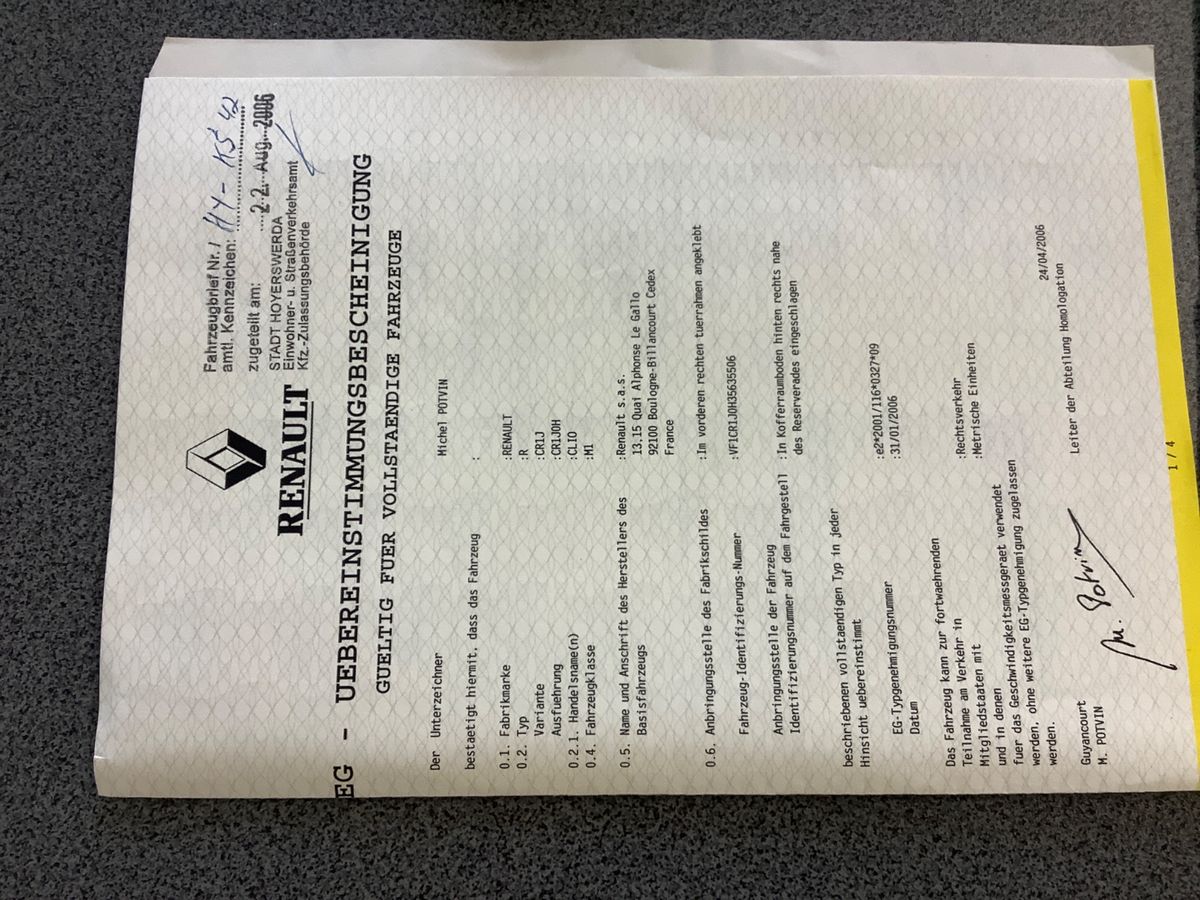 Fahrzeugbrief Nr. /
amtl. Kennzeichen: HY- KS 42
zugeteilt am: 22. Aug. 2006
STADT HOYERSWERDA
Einwohner- u. Straßenverkehrsamt
Kfz.-Zulassungsbehörde
RENAULT
EG - UEBEREINSTIMMUNGSBESCHEINIGUNG
GUELTIG FUER VOLLSTAENDIGE FAHRZEUGE
Der Unterzeichner Michel POTVIN
bestaetigt hiermit, dass das Fahrzeug :
0.1. Fabrikmarke :RENAULT
0.2. Typ :R
Variante :CR1J
Ausfuehrung :CR1J0H
0.2.1. Handelsname(n) :CLIO
0.4. Fahrzeugklasse :M1
0.5. Name und Anschrift des Herstellers des :Renault s.a.s.
Basisfahrzeugs 13.15 Quai Alphonse Le Gallo
92100 Boulogne-Billancourt Cedex
France
0.6. Anbringungsstelle des Fabrikschildes :Im vorderen rechten tuerrahmen angeklebt
Fahrzeug-Identifizierungs-Nummer :VF1CR1J0H35635506
Anbringungsstelle der Fahrzeug :In Kofferraumboden hinten rechts nahe
Identifizierungsnummer auf dem Fahrgestell des Reserverades eingeschlagen
beschriebenen vollstaendigen Typ in jeder
Hinsicht uebereinstimmt
EG-Typgenehmigungsnummer :e2*2001/116*0327*09
Datum :31/01/2006
Das Fahrzeug kann zur fortwaehrenden
Teilnahme am Verkehr in :Rechtsverkehr
Mitgliedstaaten mit :Metrische Einheiten
und in denen
fuer das Geschwindigkeitsmessgeraet verwendet
werden, ohne weitere EG-Typgenehmigung zugelassen
werden.
24/04/2006
Guyancourt Leiter der Abteilung Homologation
M. POTVIN
M. Potvin
1 / 4